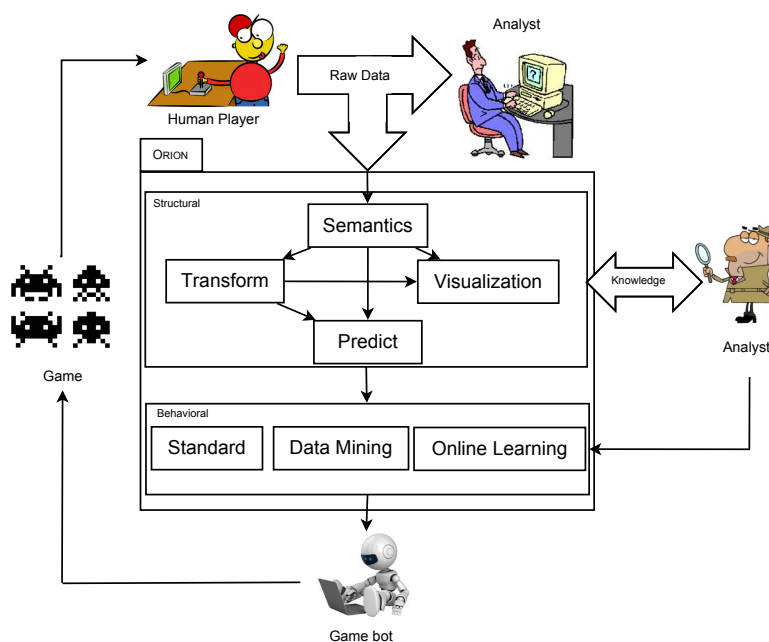 Analyst
Raw Data
Human Player
ORION
Structural
Semantics
Transform
Visualization
Knowledge
Predict
Analyst
Game
Behavioral
Standard
Data Mining
Online Learning
Game bot
?